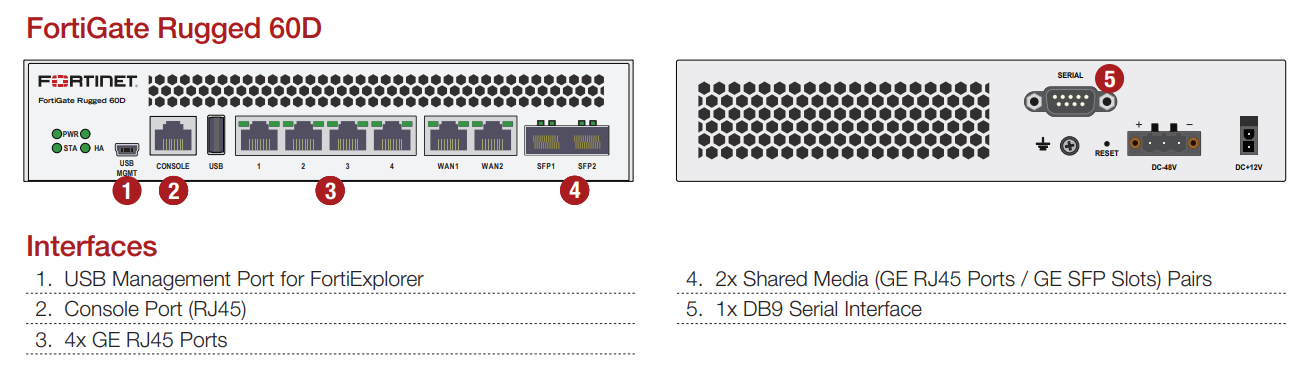 FortiGate Rugged 60D
FORTINET
FortiGate Rugged 60D
PWR
STA HA
USB MGMT
CONSOLE
USB
1 2 3 4
WAN1 WAN2
SFP1 SFP2
1 2 3 4
SERIAL
5
+ −
RESET
DC-48V
DC+12V
Interfaces
1. USB Management Port for FortiExplorer
2. Console Port (RJ45)
3. 4x GE RJ45 Ports
4. 2x Shared Media (GE RJ45 Ports / GE SFP Slots) Pairs
5. 1x DB9 Serial Interface